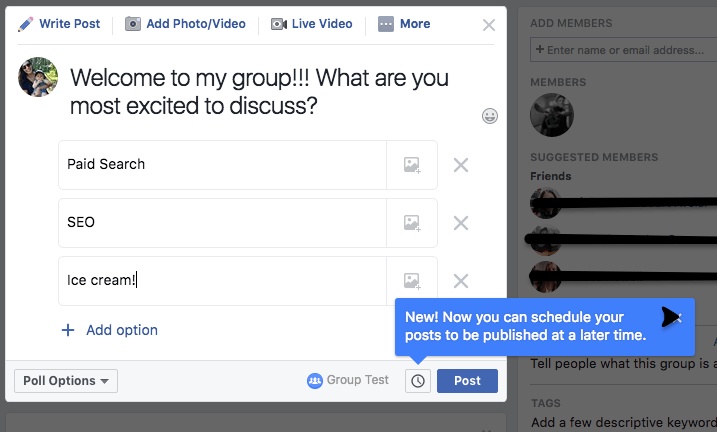 Write Post
Add Photo/Video
Live Video
More
Welcome to my group!!! What are you
most excited to discuss?
Paid Search
SEO
Ice cream!
+ Add option
New! Now you can schedule your
posts to be published at a later time.
Poll Options
Group Test
Post
ADD MEMBERS
+ Enter name or email address...
MEMBERS
SUGGESTED MEMBERS
Friends
Tell people what this group is a
TAGS
Add a few descriptive keyword